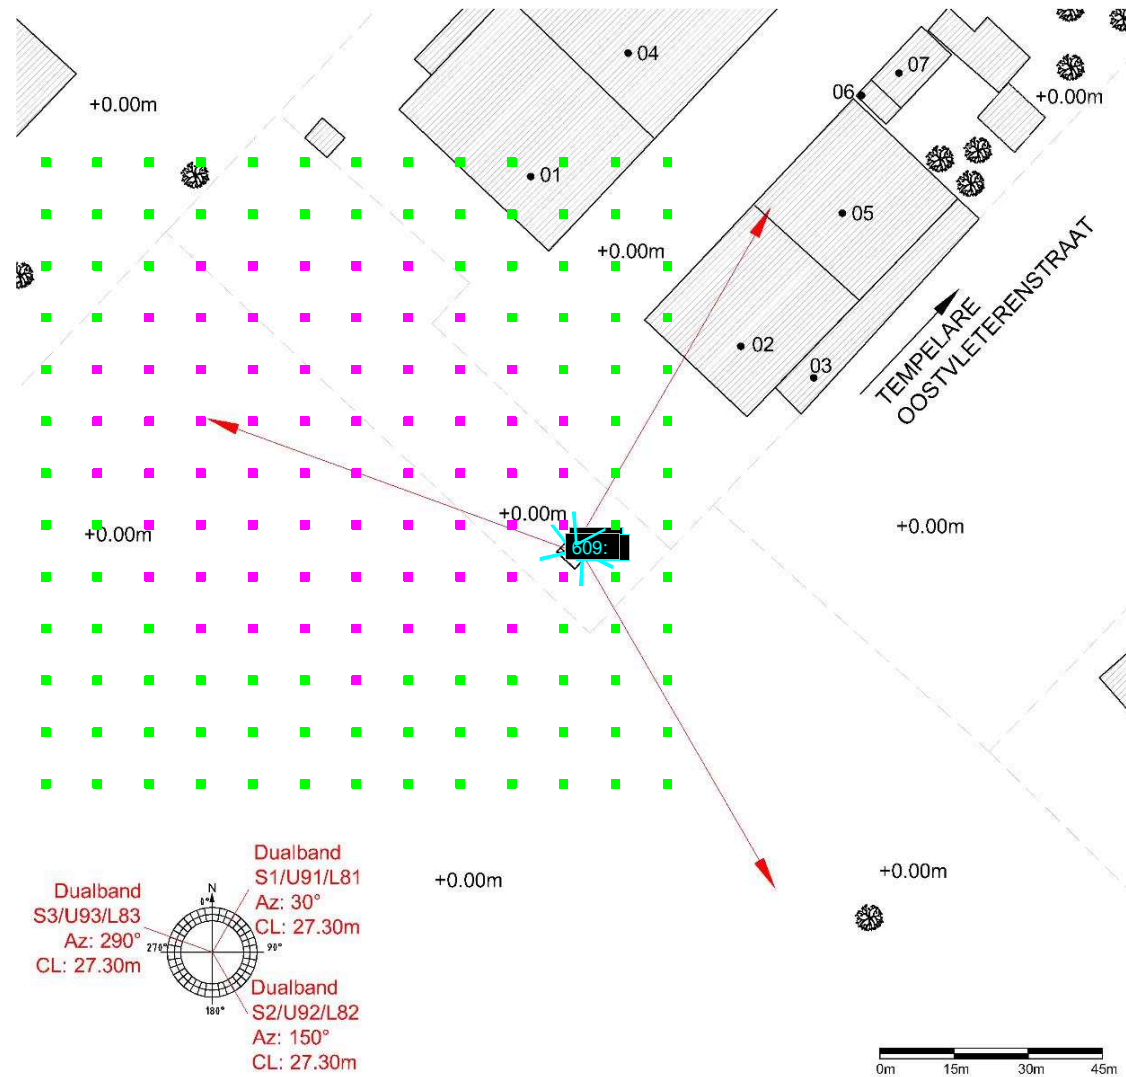 04
07
06
+0.00m
+0.00m
01
05
+0.00m
02
03
TEMPELARE
OOSTVLETERENSTRAAT
+0.00m
+0.00m
+0.00m
609:
+0.00m
+0.00m
Dualband
S1/U91/L81
Az: 30°
CL: 27.30m
Dualband
S3/U93/L83
Az: 290°
CL: 27.30m
N
0°
270°
90°
180°
Dualband
S2/U92/L82
Az: 150°
CL: 27.30m
0m 15m 30m 45m